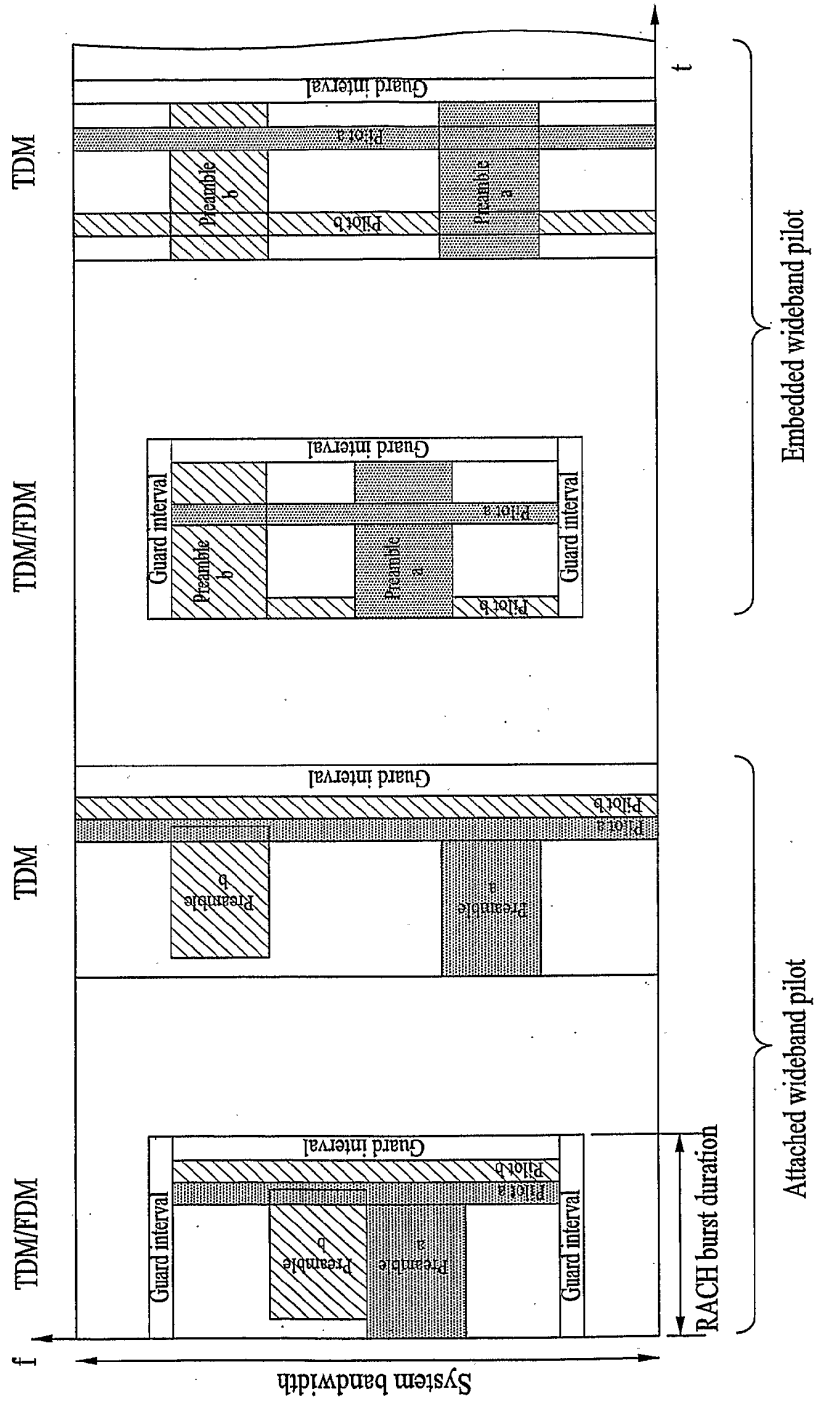 f
System bandwidth
TDM/FDM
Guard interval
Preamble
b
Preamble
a
Pilot a
Pilot b
Guard interval
Guard interval
RACH burst duration
TDM
Preamble
b
Preamble
a
Pilot a
Pilot b
Guard interval
Attached wideband pilot
TDM/FDM
Guard interval
Preamble
b
Preamble
a
Pilot b
Pilot a
Guard interval
Guard interval
TDM
Preamble
b
Preamble
a
Pilot b
Pilot a
Guard interval
t
Embedded wideband pilot